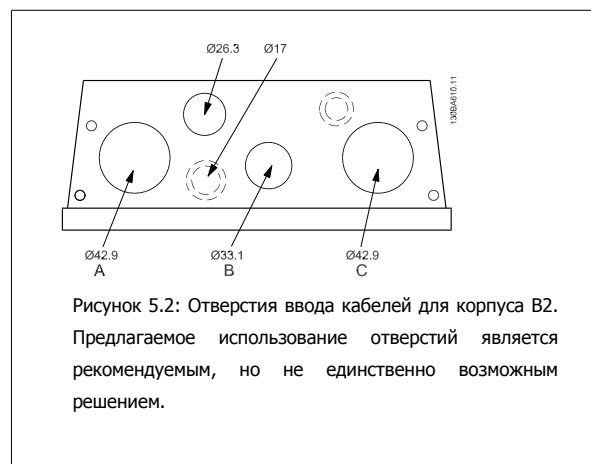 Ø26.3 Ø17
130BA610.11
Ø42.9 Ø33.1 Ø42.9
A B C
Рисунок 5.2: Отверстия ввода кабелей для корпуса B2.
Предлагаемое использование отверстий является
рекомендуемым, но не единственно возможным
решением.